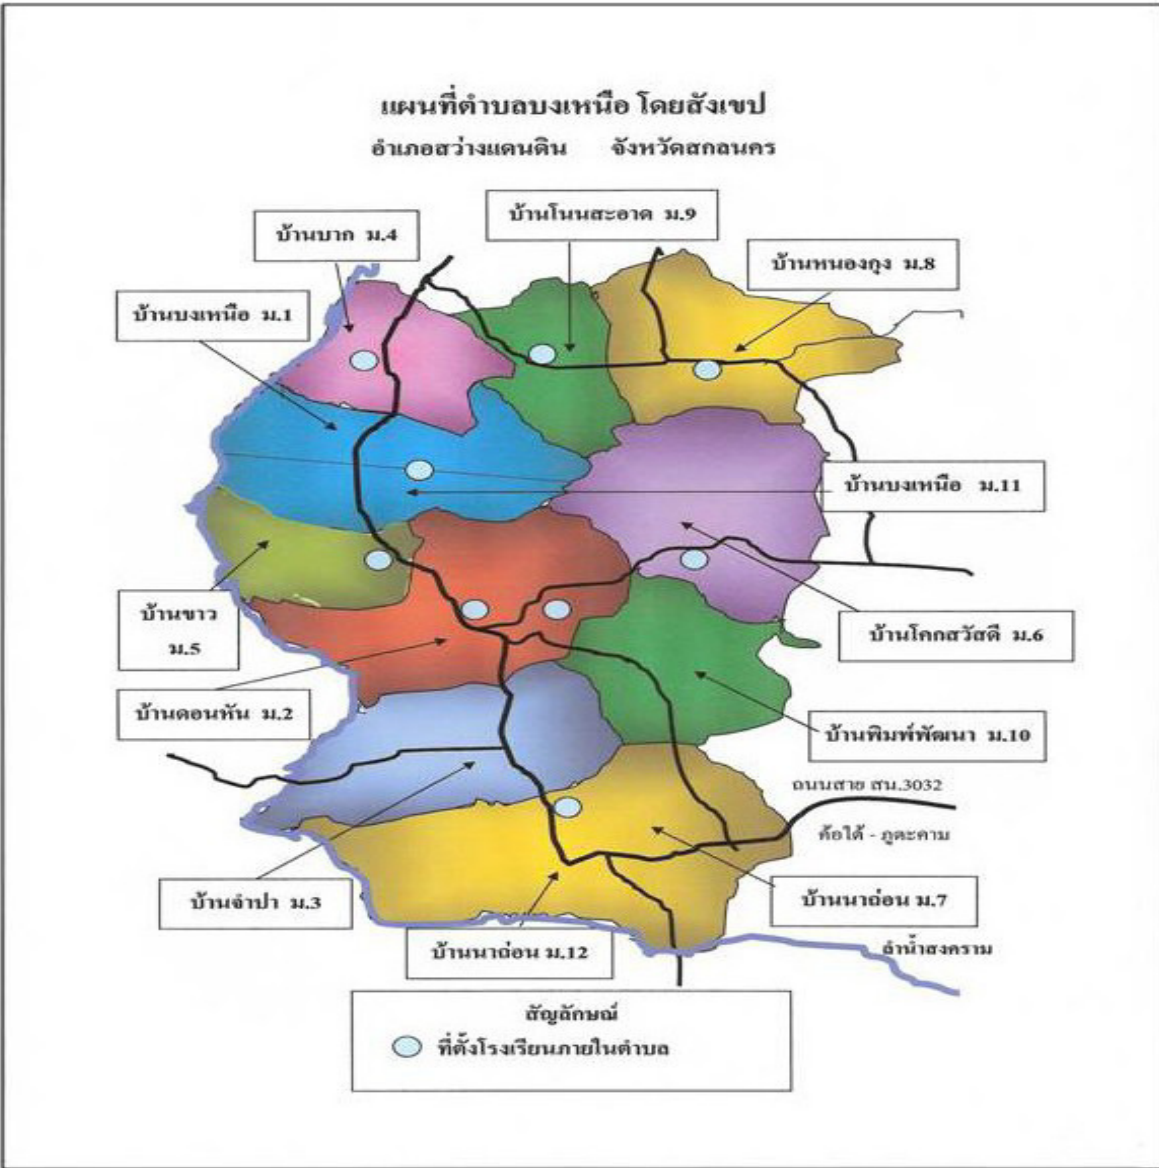 แผนที่ตำบลบงเหนือ โดยสังเขป
อำเภอสว่างแดนดิน จังหวัดสกลนคร
บ้านโนนสะอาด ม.9
บ้านบาก ม.4
บ้านหนองกุง ม.8
บ้านบงเหนือ ม.1
บ้านบงเหนือ ม.11
บ้านขาว
ม.5
บ้านโคกสวัสดี ม.6
บ้านดอนหัน ม.2
บ้านพิมพ์พัฒนา ม.10
ถนนสาย สน.3032
ค้อใต้ - ภูตะคาม
บ้านจำปา ม.3
บ้านนาถ่อน ม.7
บ้านนาถ่อน ม.12
ลำน้ำสงคราม
สัญลักษณ์
ที่ตั้งโรงเรียนภายในตำบล